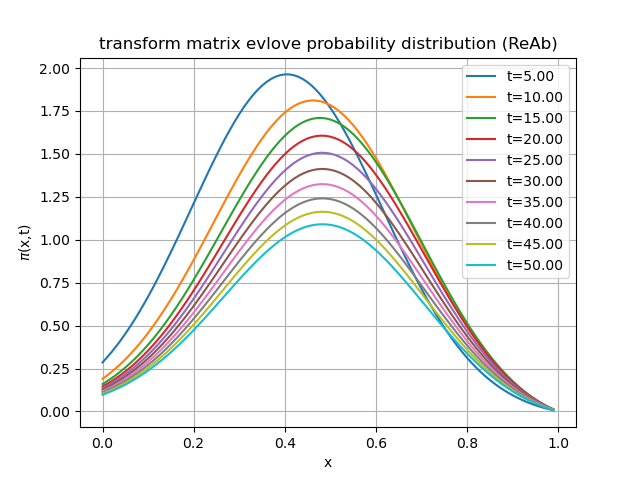 transform matrix evlove probability distribution (ReAb)
π(x,t)
2.00
1.75
1.50
1.25
1.00
0.75
0.50
0.25
0.00
t=5.00
t=10.00
t=15.00
t=20.00
t=25.00
t=30.00
t=35.00
t=40.00
t=45.00
t=50.00
0.0 0.2 0.4 0.6 0.8 1.0
x